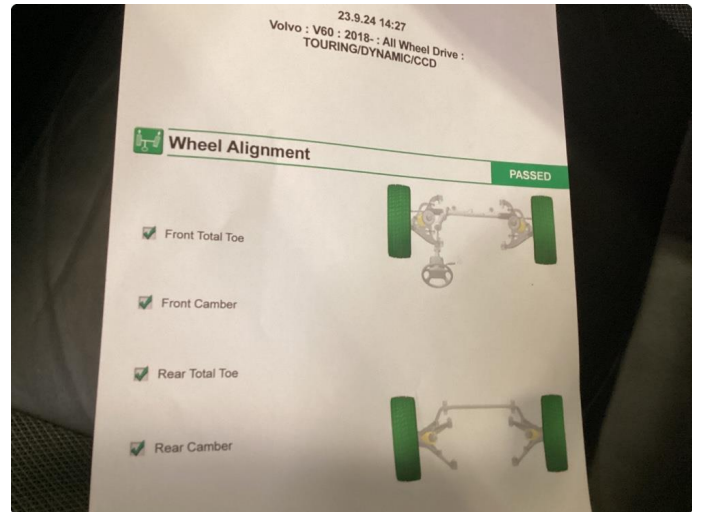 23.9.24 14:27
Volvo : V60 : 2018- : All Wheel Drive :
TOURING/DYNAMIC/CCD
Wheel Alignment
PASSED
Front Total Toe
Front Camber
Rear Total Toe
Rear Camber